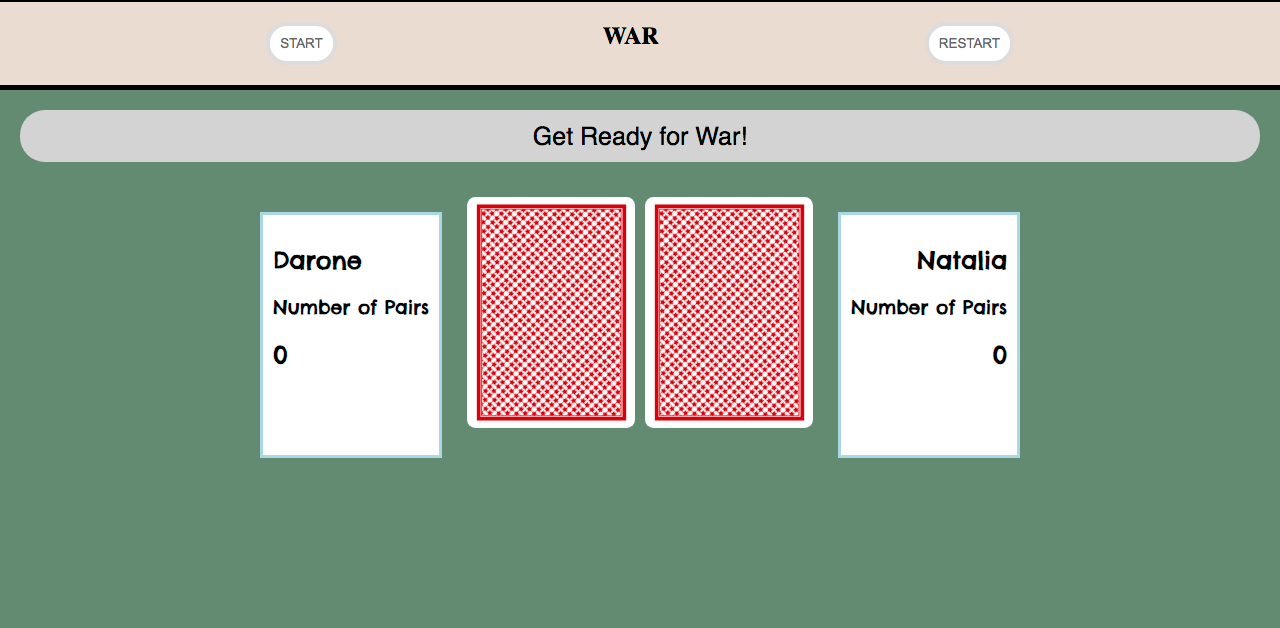 START
WAR
RESTART
Get Ready for War!
Darone
Number of Pairs
0
Natalia
Number of Pairs
0